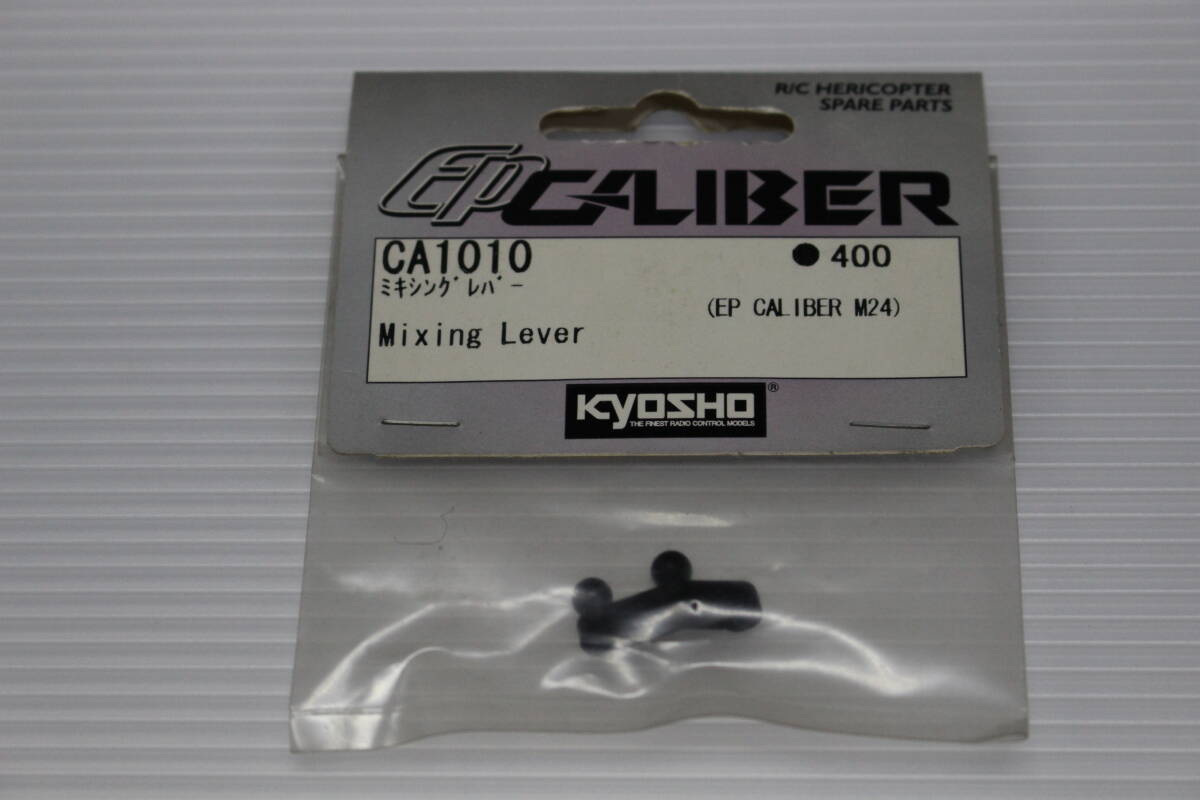 R/C HERICOPTER
SPARE PARTS
EP CALIBER
CA1010 ●400
ミキシング゛レバ゛ー
(EP CALIBER M24)
Mixing Lever
KYOSHO®
THE FINEST RADIO CONTROL MODELS